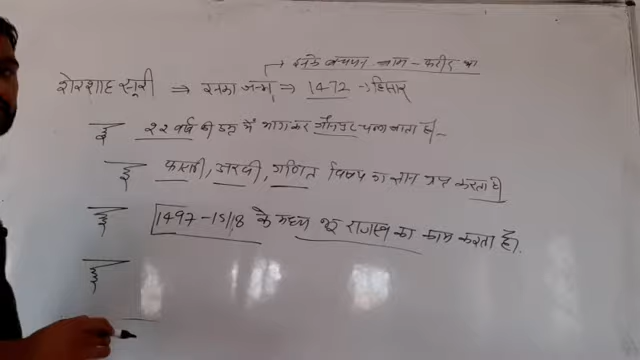 इनके बचपन नाम - फरीद था
शेरशाह सूरी ⇒ इनका जन्म ⇒ 1472 → हिसार
२२ वर्ष की उम्र में भागकर जौनपुर चला जाता है।
फारसी, अरबी, गणित विषय का ज्ञान प्राप्त करता है
1497-1518 के मध्य भू राजस्व का काम करता है।